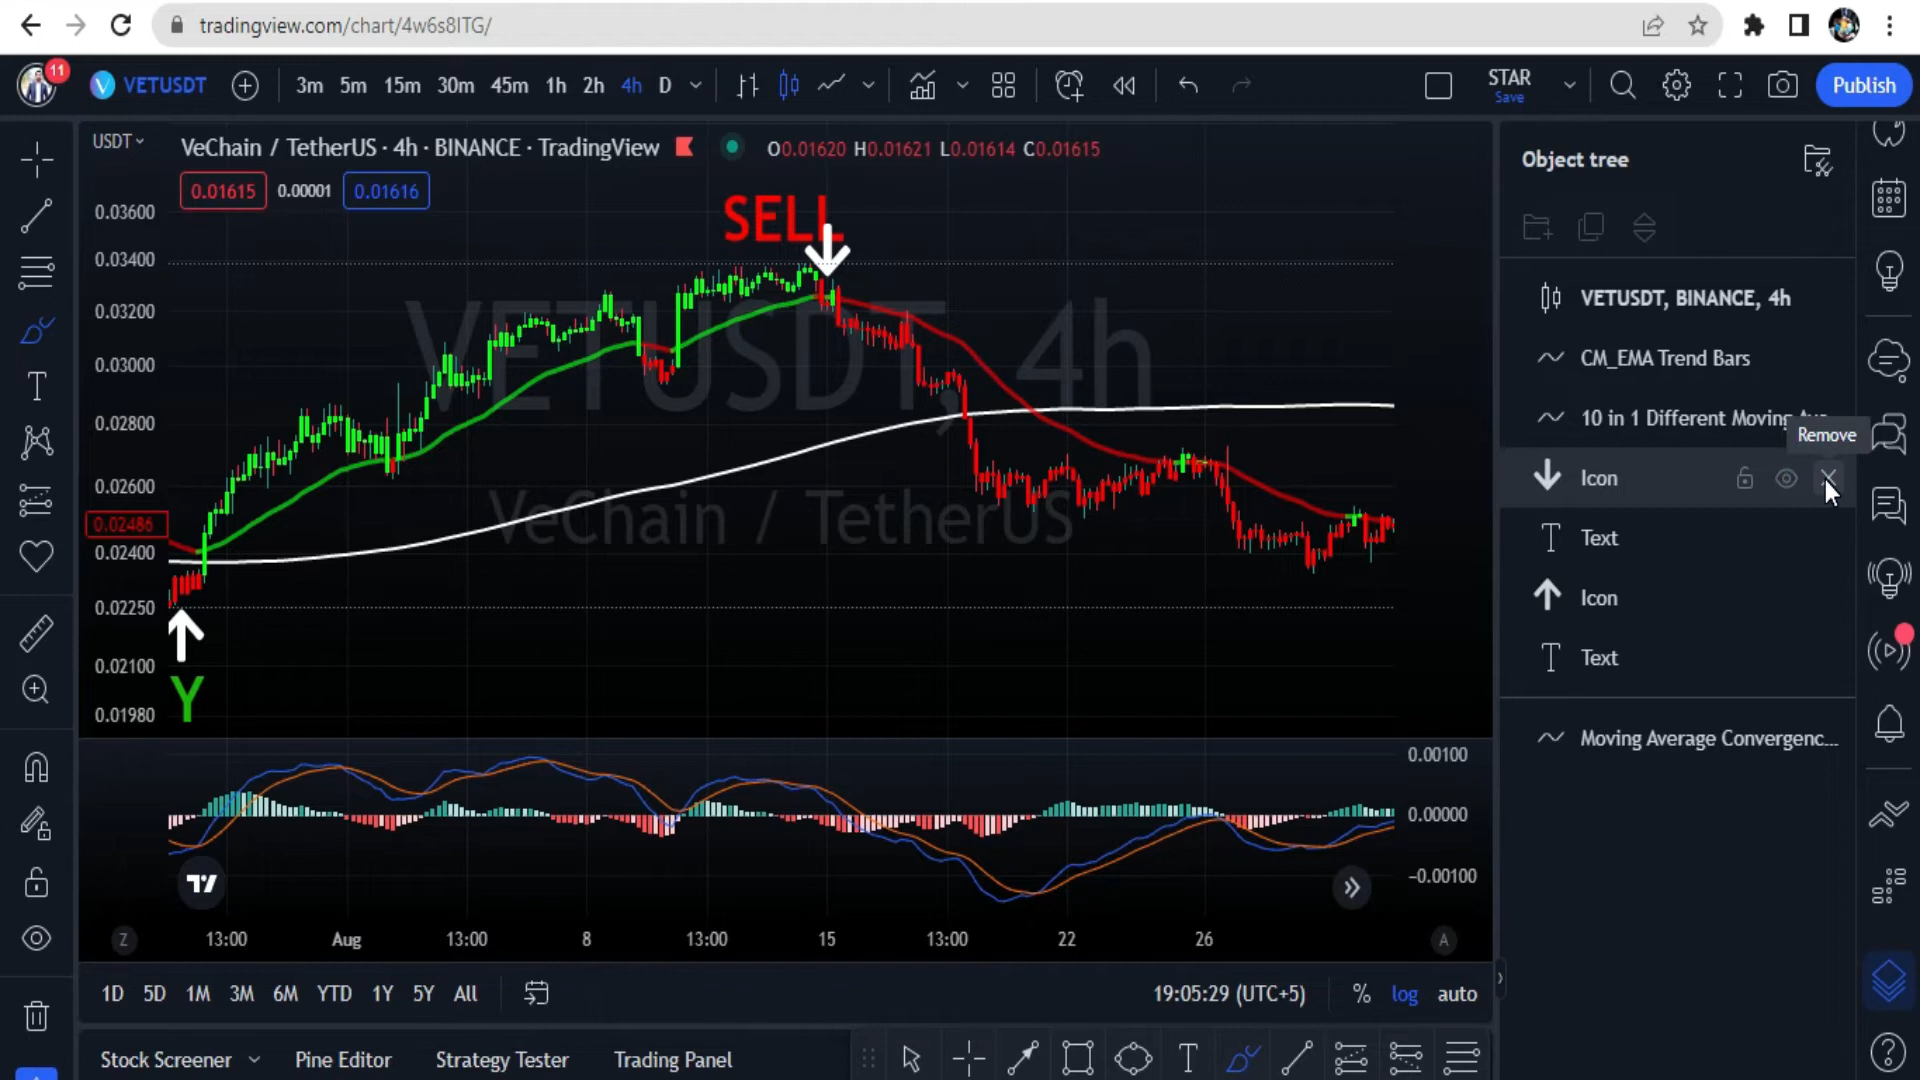 tradingview.com/chart/4w6s8ITG/
11
VETUSDT
3m 5m 15m 30m 45m 1h 2h 4h D
STAR
Save
Publish
USDT
VeChain / TetherUS · 4h · BINANCE · TradingView
O0.01620 H0.01621 L0.01614 C0.01615
0.01615 0.00001 0.01616
SELL
0.03600
0.03400
0.03200
0.03000
0.02800
0.02600
0.02486
0.02400
0.02250
0.02100
0.01980
VETUSDT, 4h
VeChain / TetherUS
Y
Object tree
VETUSDT, BINANCE, 4h
CM_EMA Trend Bars
10 in 1 Different Moving
Remove
Icon
Text
Icon
Text
Moving Average Convergenc...
0.00100
0.00000
−0.00100
Z 13:00 Aug 13:00 8 13:00 15 13:00 22 26 A
1D 5D 1M 3M 6M YTD 1Y 5Y All
19:05:29 (UTC+5) % log auto
Stock Screener Pine Editor Strategy Tester Trading Panel